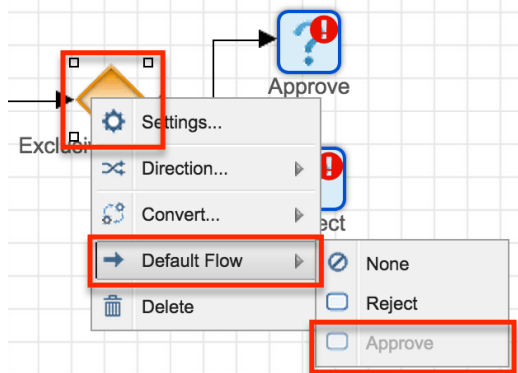 Approve
Settings...
Direction...
Convert...
Default Flow
Delete
None
Reject
Approve